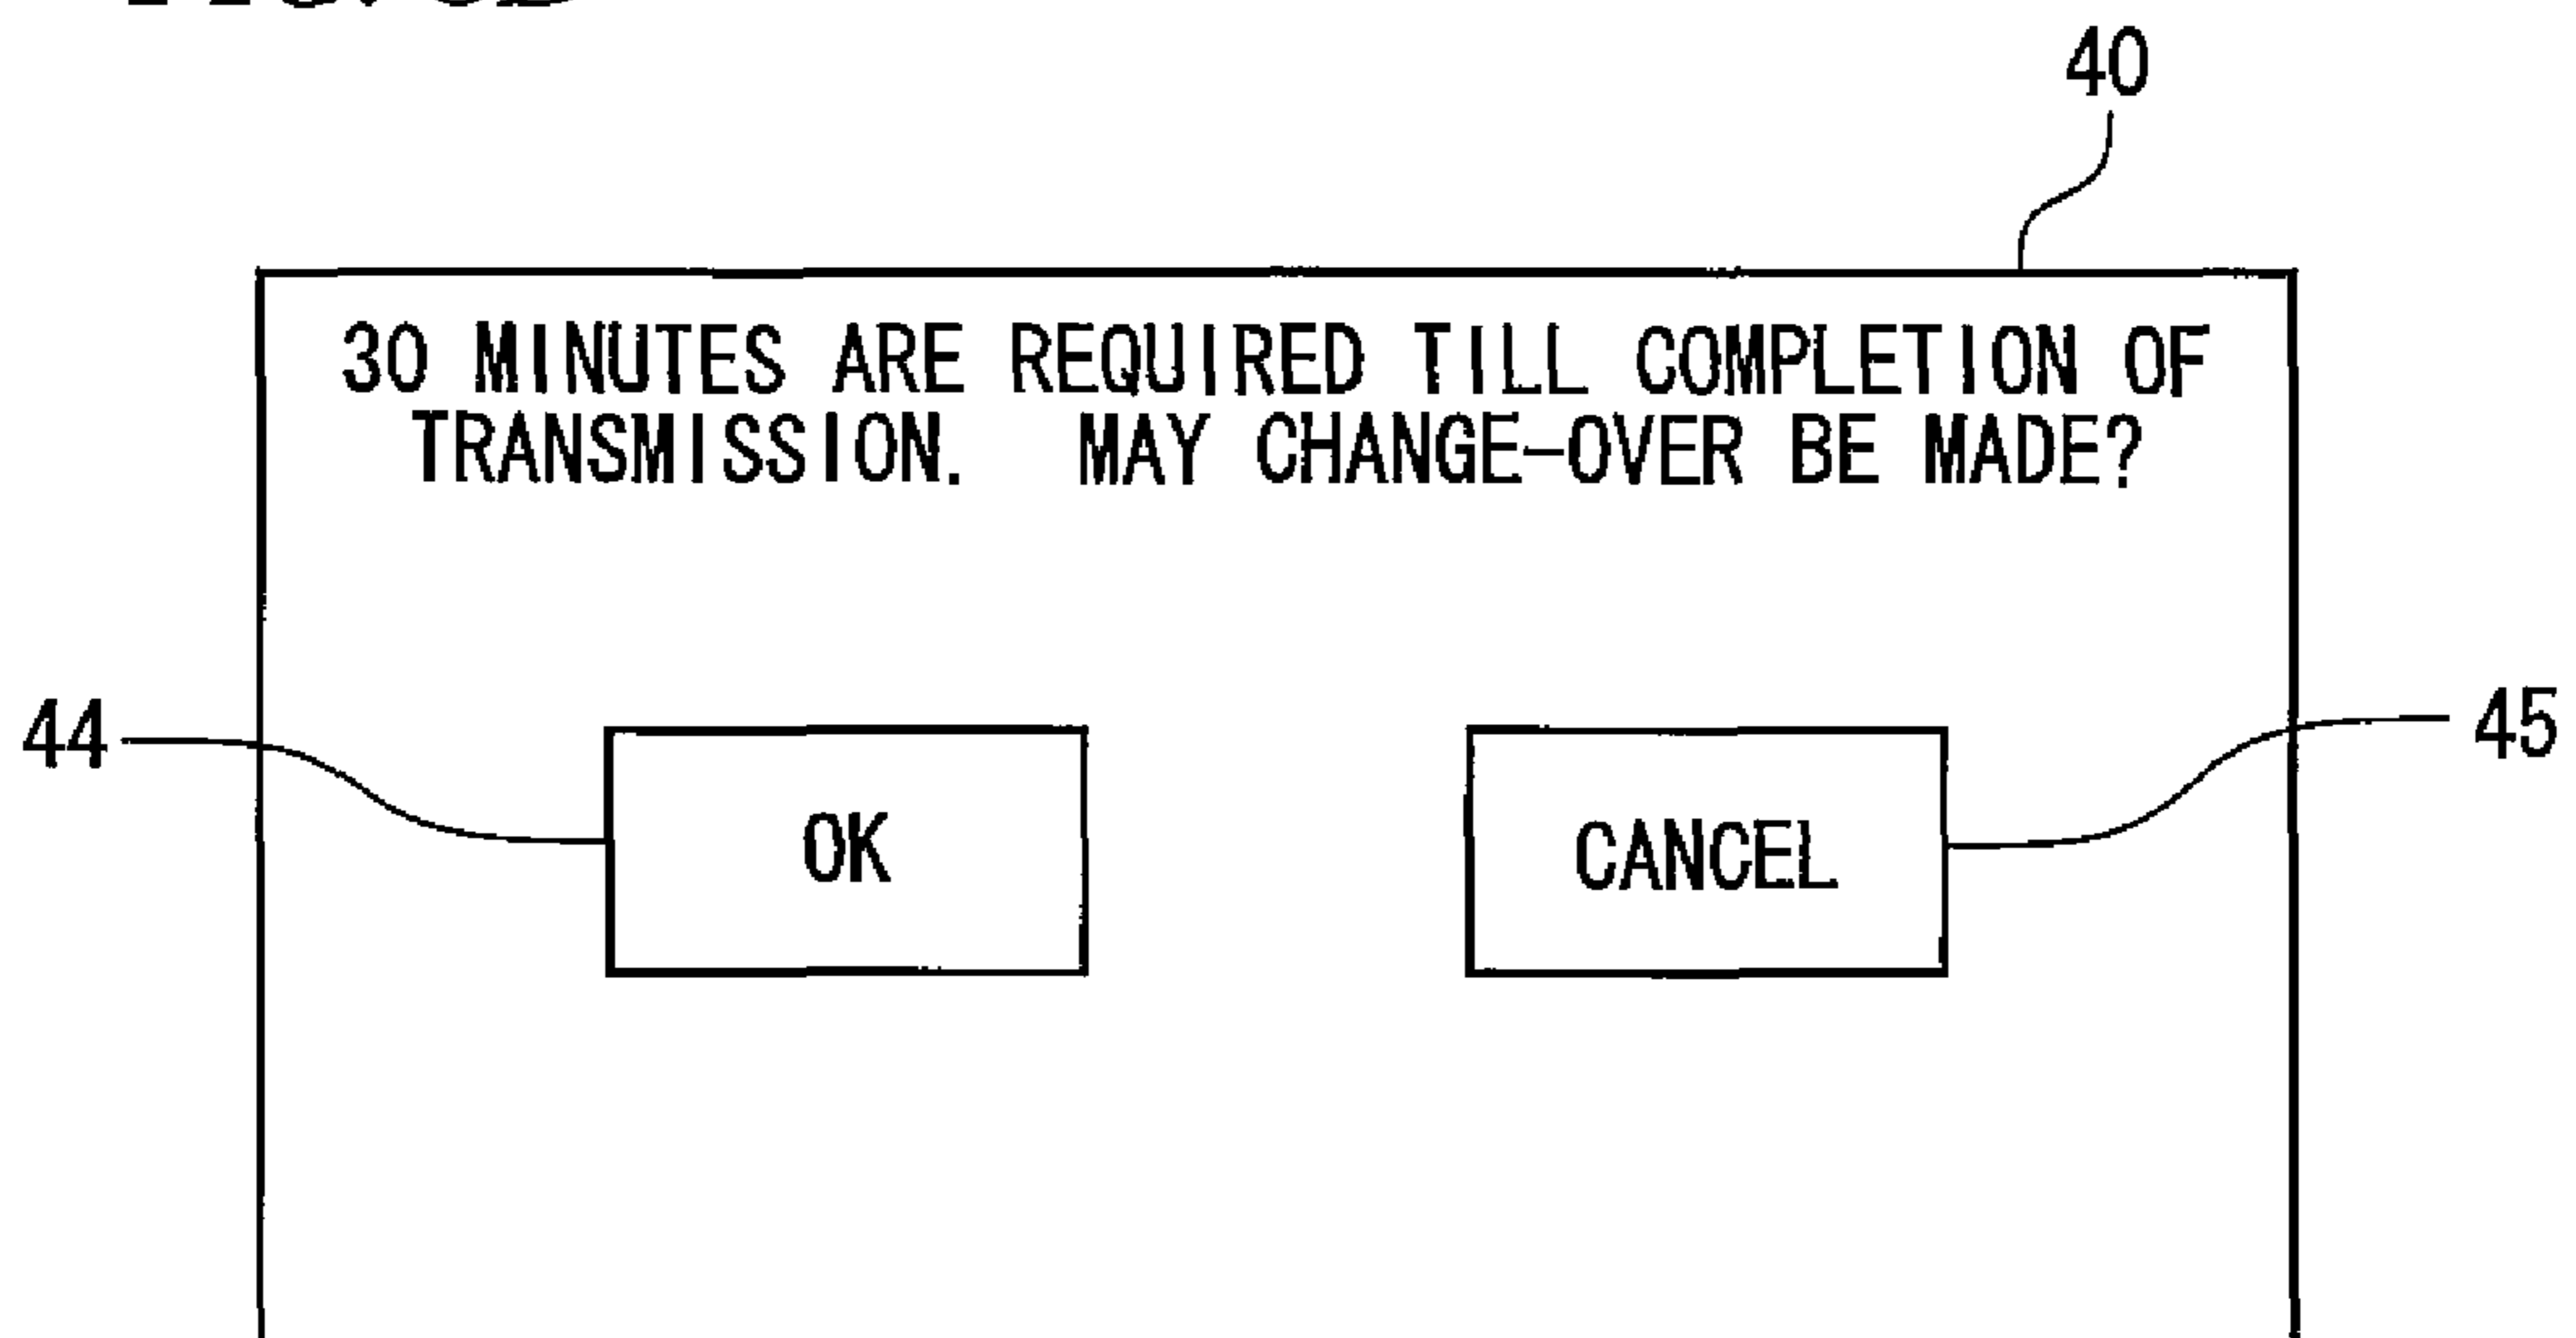 40
30 MINUTES ARE REQUIRED TILL COMPLETION OF
TRANSMISSION. MAY CHANGE-OVER BE MADE?
44
OK
CANCEL
45